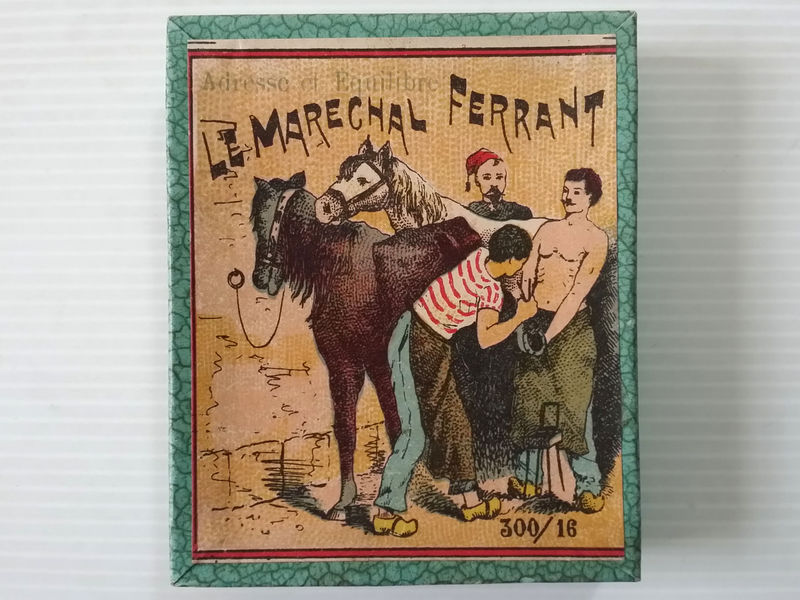 Adresse et Equilibre
LE MARECHAL FERRANT
300/16